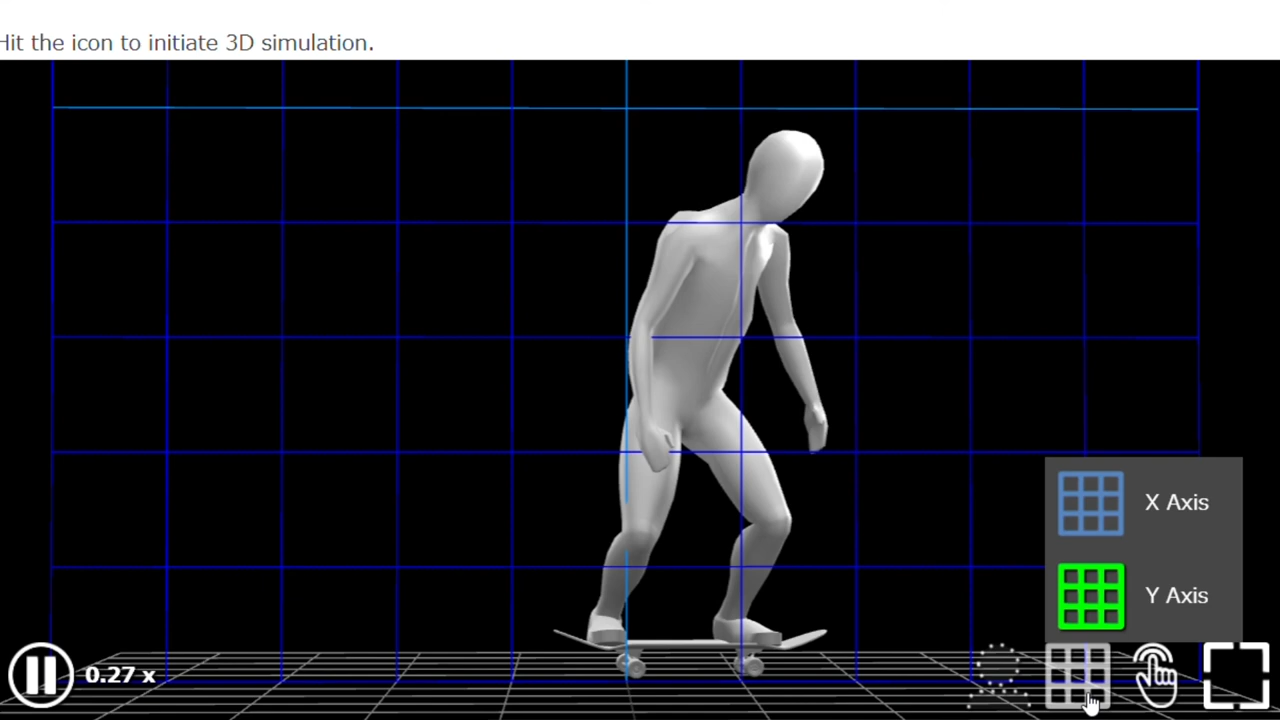 Hit the icon to initiate 3D simulation.
X Axis
Y Axis
0.27 x